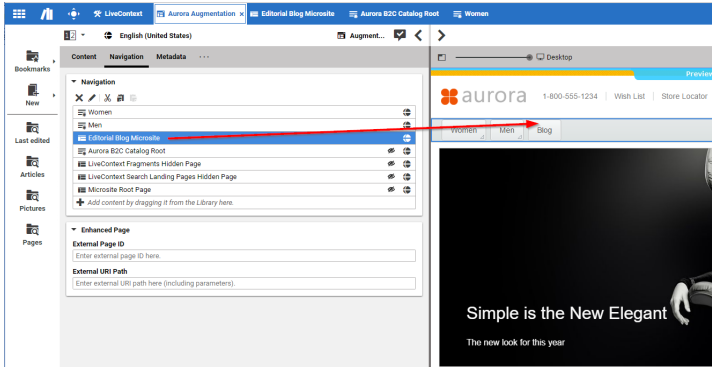 LiveContext
Aurora Augmentation ×
Editorial Blog Microsite
Aurora B2C Catalog Root
Women
English (United States)
Augment...
Bookmarks
New
Last edited
Articles
Pictures
Pages
Content
Navigation
Metadata
···
Navigation
Women
Men
Editorial Blog Microsite
Aurora B2C Catalog Root
LiveContext Fragments Hidden Page
LiveContext Search Landing Pages Hidden Page
Microsite Root Page
Add content by dragging it from the Library here.
Enhanced Page
External Page ID
Enter external page ID here.
External URI Path
Enter external URI path here (including parameters).
Desktop
Preview
aurora
1-800-555-1234 | Wish List | Store Locator
Women
Men
Blog
Simple is the New Elegant
The new look for this year